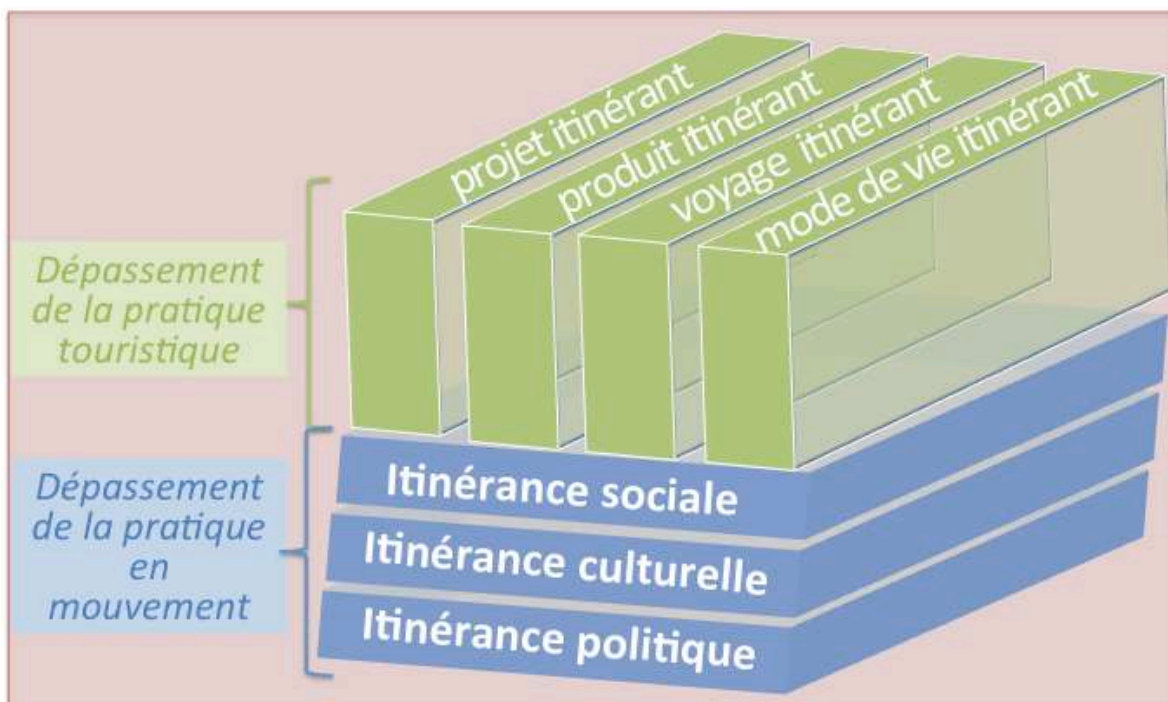 projet itinérant
produit itinérant
voyage itinérant
mode de vie itinérant
Dépassement
de la pratique
touristique
Dépassement
de la pratique
en
mouvement
Itinérance sociale
Itinérance culturelle
Itinérance politique